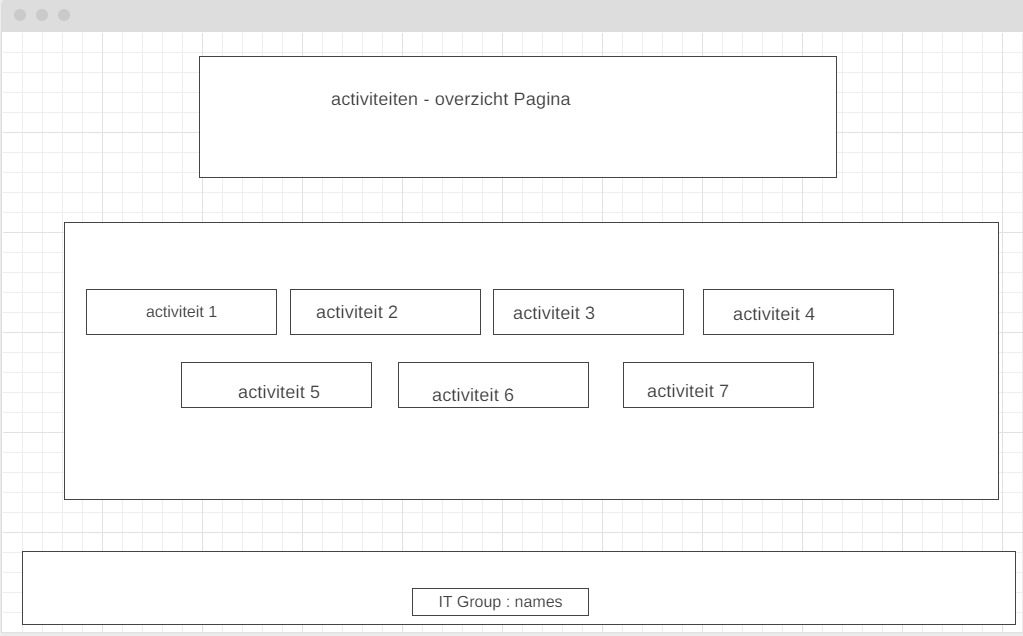 activiteiten - overzicht Pagina
activiteit 1
activiteit 2
activiteit 3
activiteit 4
activiteit 5
activiteit 6
activiteit 7
IT Group : names